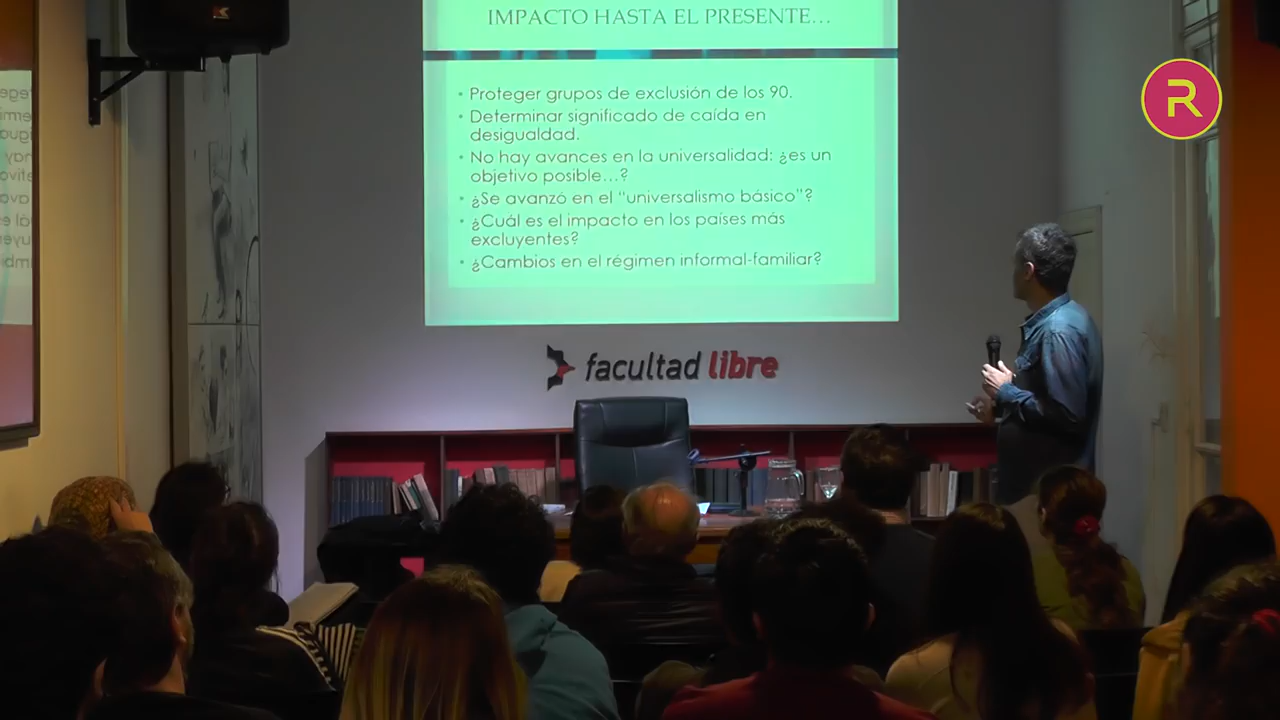 IMPACTO HASTA EL PRESENTE...
• Proteger grupos de exclusión de los 90.
• Determinar significado de caída en
desigualdad.
• No hay avances en la universalidad: ¿es un
objetivo posible...?
• ¿Se avanzó en el “universalismo básico”?
• ¿Cuál es el impacto en los países más
excluyentes?
• ¿Cambios en el régimen informal-familiar?
R
facultad libre